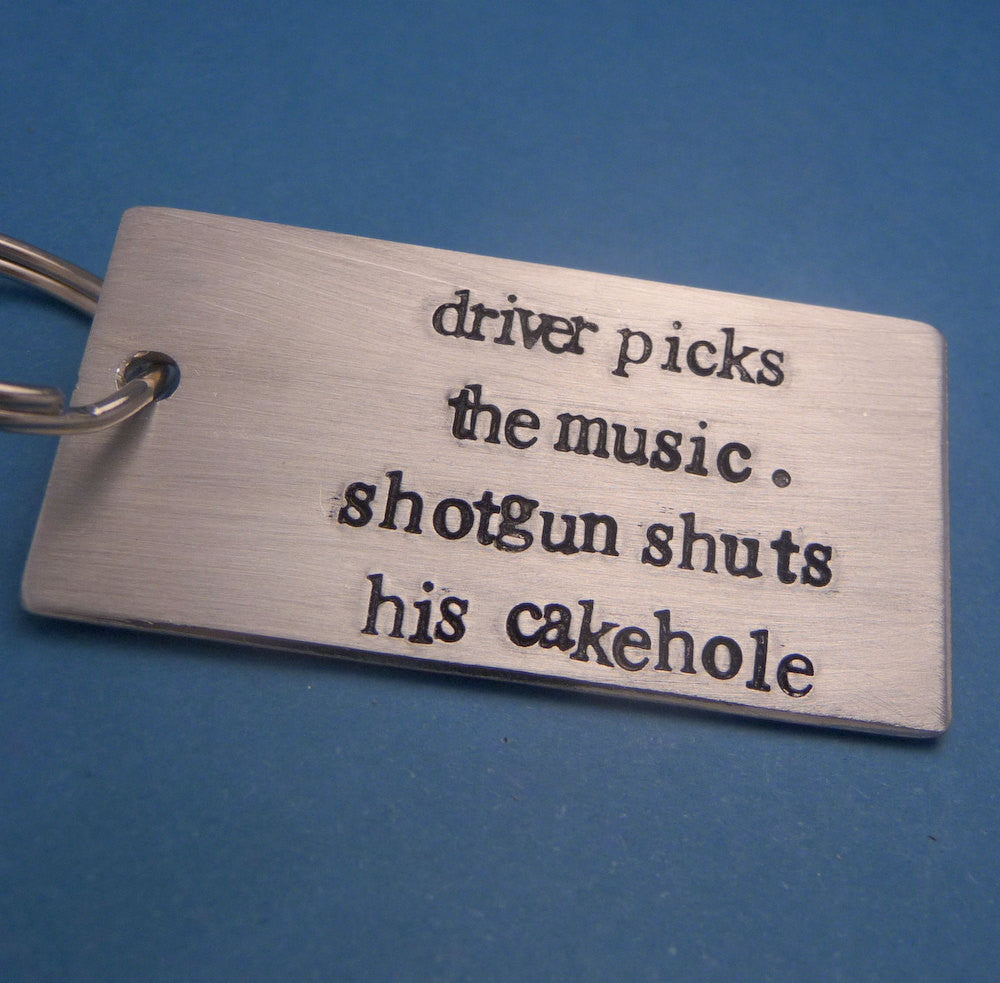 driver picks
the music.
shotgun shuts
his cakehole